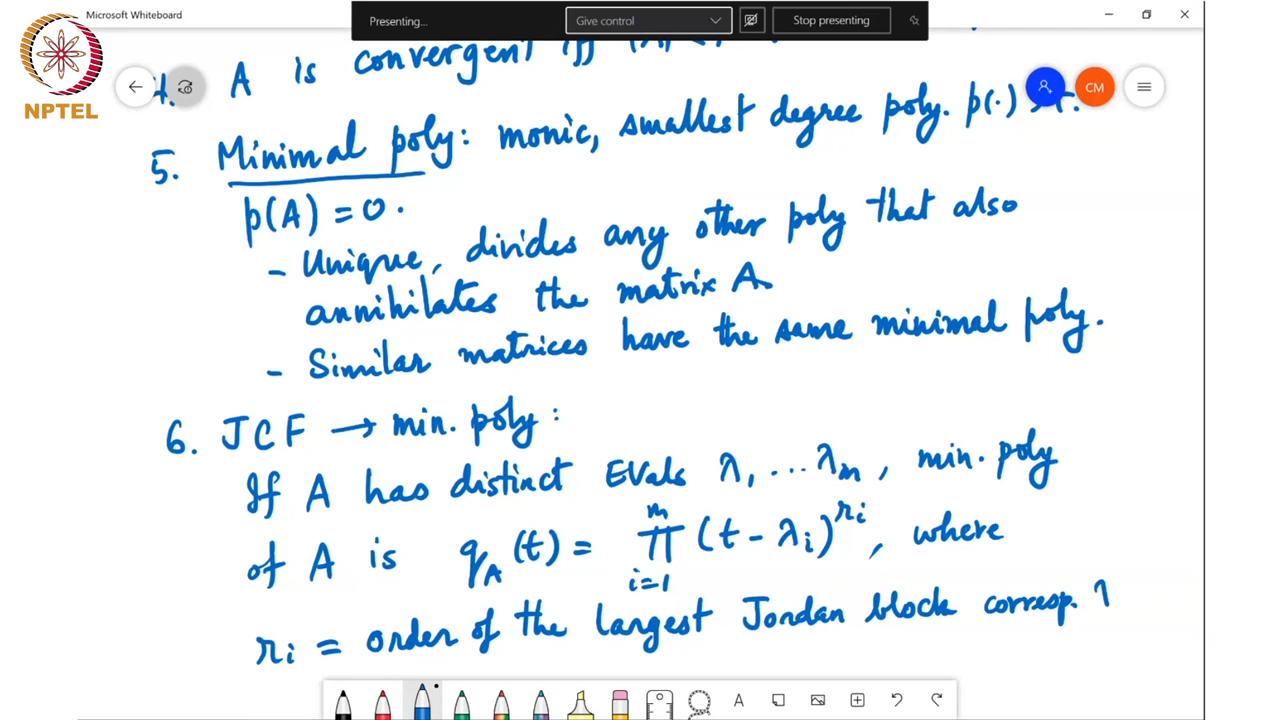 Microsoft Whiteboard
Presenting...
Give control
Stop presenting
NPTEL
CM
4. A is convergent iff
5. Minimal poly: monic, smallest degree poly. p(.) s.t.
p(A) = 0.
- Unique, divides any other poly that also
annihilates the matrix A.
- Similar matrices have the same minimal poly.
6. JCF → min. poly:
If A has distinct Evals λ₁ ... λₘ, min. poly
of A is q_A(t) = ∏_{i=1}^{m} (t - λᵢ)^{rᵢ}, where
rᵢ = order of the largest Jordan block corresp.